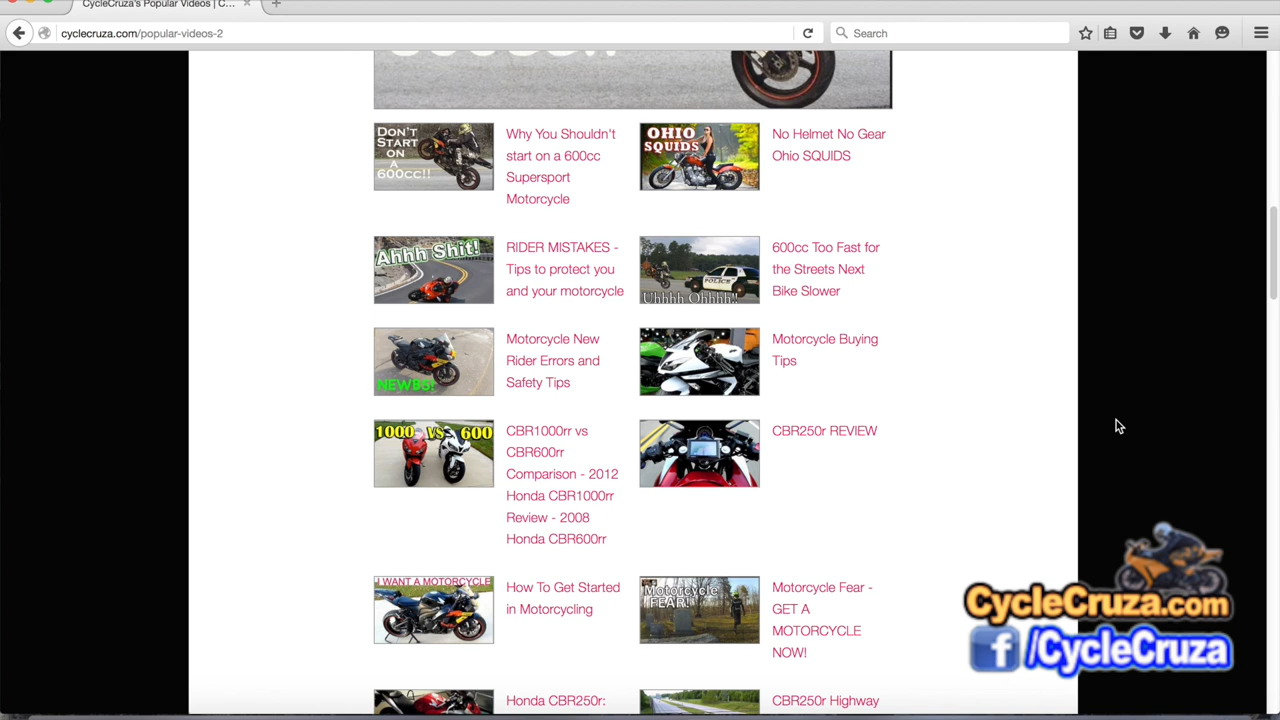 CycleCruza's Popular Videos | C...
cyclecruza.com/popular-videos-2
Search
DON'T
START
ON
A
600CC!!
Why You Shouldn't
start on a 600cc
Supersport
Motorcycle
OHIO
SQUIDS
No Helmet No Gear
Ohio SQUIDS
Ahhh Shit!
RIDER MISTAKES -
Tips to protect you
and your motorcycle
POLICE
Uhhhh Ohhhh!!
600cc Too Fast for
the Streets Next
Bike Slower
NEWBS!
Motorcycle New
Rider Errors and
Safety Tips
Motorcycle Buying
Tips
1000 VS 600
CBR1000rr vs
CBR600rr
Comparison - 2012
Honda CBR1000rr
Review - 2008
Honda CBR600rr
CBR250r REVIEW
I WANT A MOTORCYCLE
How To Get Started
in Motorcycling
Motorcycle
FEAR!
Motorcycle Fear -
GET A
MOTORCYCLE
NOW!
Honda CBR250r:
CBR250r Highway
CycleCruza.com
f /CycleCruza